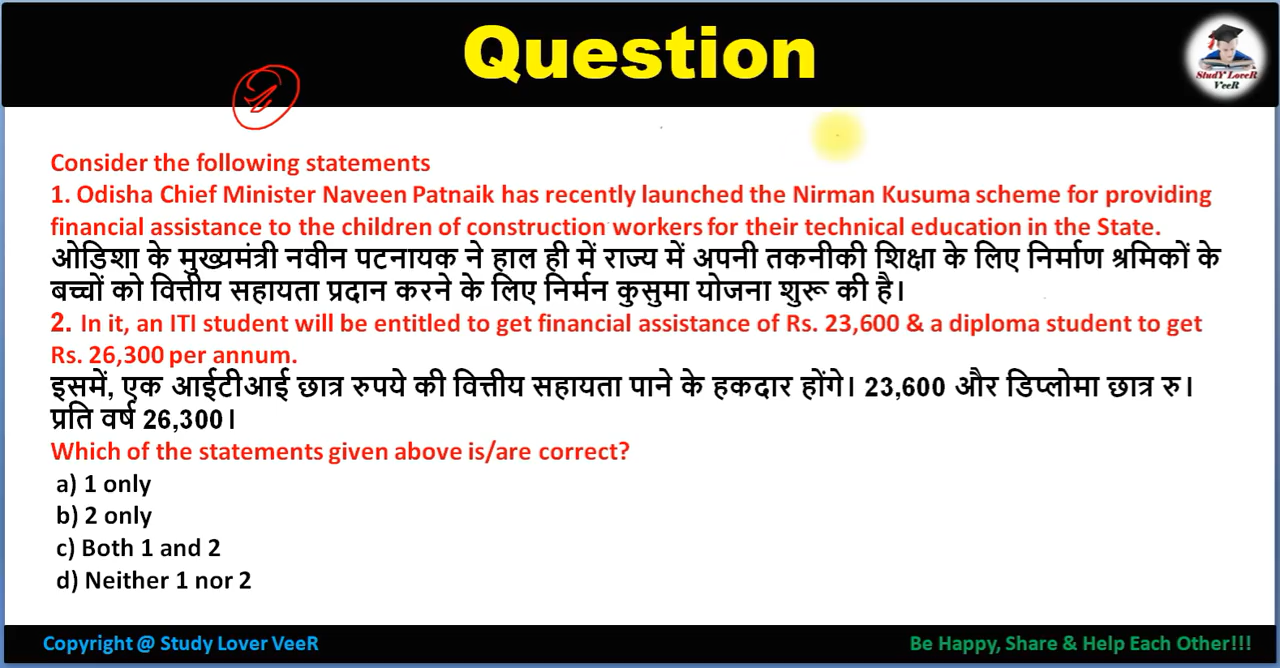 Question
StudY LoveR
VeeR
Consider the following statements
1. Odisha Chief Minister Naveen Patnaik has recently launched the Nirman Kusuma scheme for providing
financial assistance to the children of construction workers for their technical education in the State.
ओडिशा के मुख्यमंत्री नवीन पटनायक ने हाल ही में राज्य में अपनी तकनीकी शिक्षा के लिए निर्माण श्रमिकों के
बच्चों को वित्तीय सहायता प्रदान करने के लिए निर्मन कुसुमा योजना शुरू की है।
2. In it, an ITI student will be entitled to get financial assistance of Rs. 23,600 & a diploma student to get
Rs. 26,300 per annum.
इसमें, एक आईटीआई छात्र रुपये की वित्तीय सहायता पाने के हकदार होंगे। 23,600 और डिप्लोमा छात्र रु।
प्रति वर्ष 26,300।
Which of the statements given above is/are correct?
a) 1 only
b) 2 only
c) Both 1 and 2
d) Neither 1 nor 2
Copyright @ Study Lover VeeR
Be Happy, Share & Help Each Other!!!